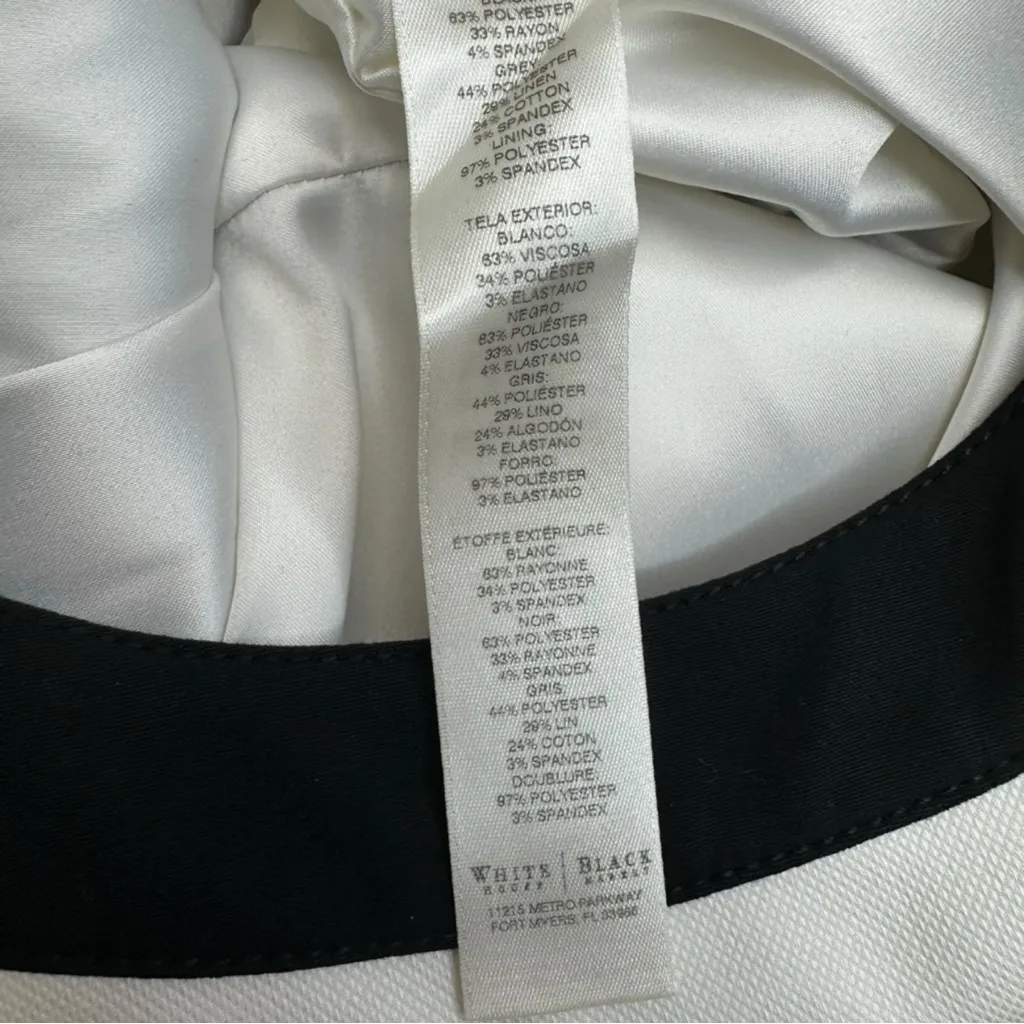 63% POLYESTER
33% RAYON
4% SPANDEX
GREY:
44% POLYESTER
29% LINEN
24% COTTON
3% SPANDEX
LINING:
97% POLYESTER
3% SPANDEX
TELA EXTERIOR:
BLANCO:
63% VISCOSA
34% POLIÉSTER
3% ELASTANO
NEGRO:
63% POLIÉSTER
33% VISCOSA
4% ELASTANO
GRIS:
44% POLIÉSTER
29% LINO
24% ALGODÓN
3% ELASTANO
FORRO:
97% POLIÉSTER
3% ELASTANO
ÉTOFFE EXTÉRIEURE:
BLANC:
63% RAYONNE
34% POLYESTER
3% SPANDEX
NOIR:
63% POLYESTER
33% RAYONNE
4% SPANDEX
GRIS:
44% POLYESTER
29% LIN
24% COTON
3% SPANDEX
DOUBLURE:
97% POLYESTER
3% SPANDEX
WHITE | BLACK
HOUSE | MARKET
11215 METRO PARKWAY
FORT MYERS, FL 33966